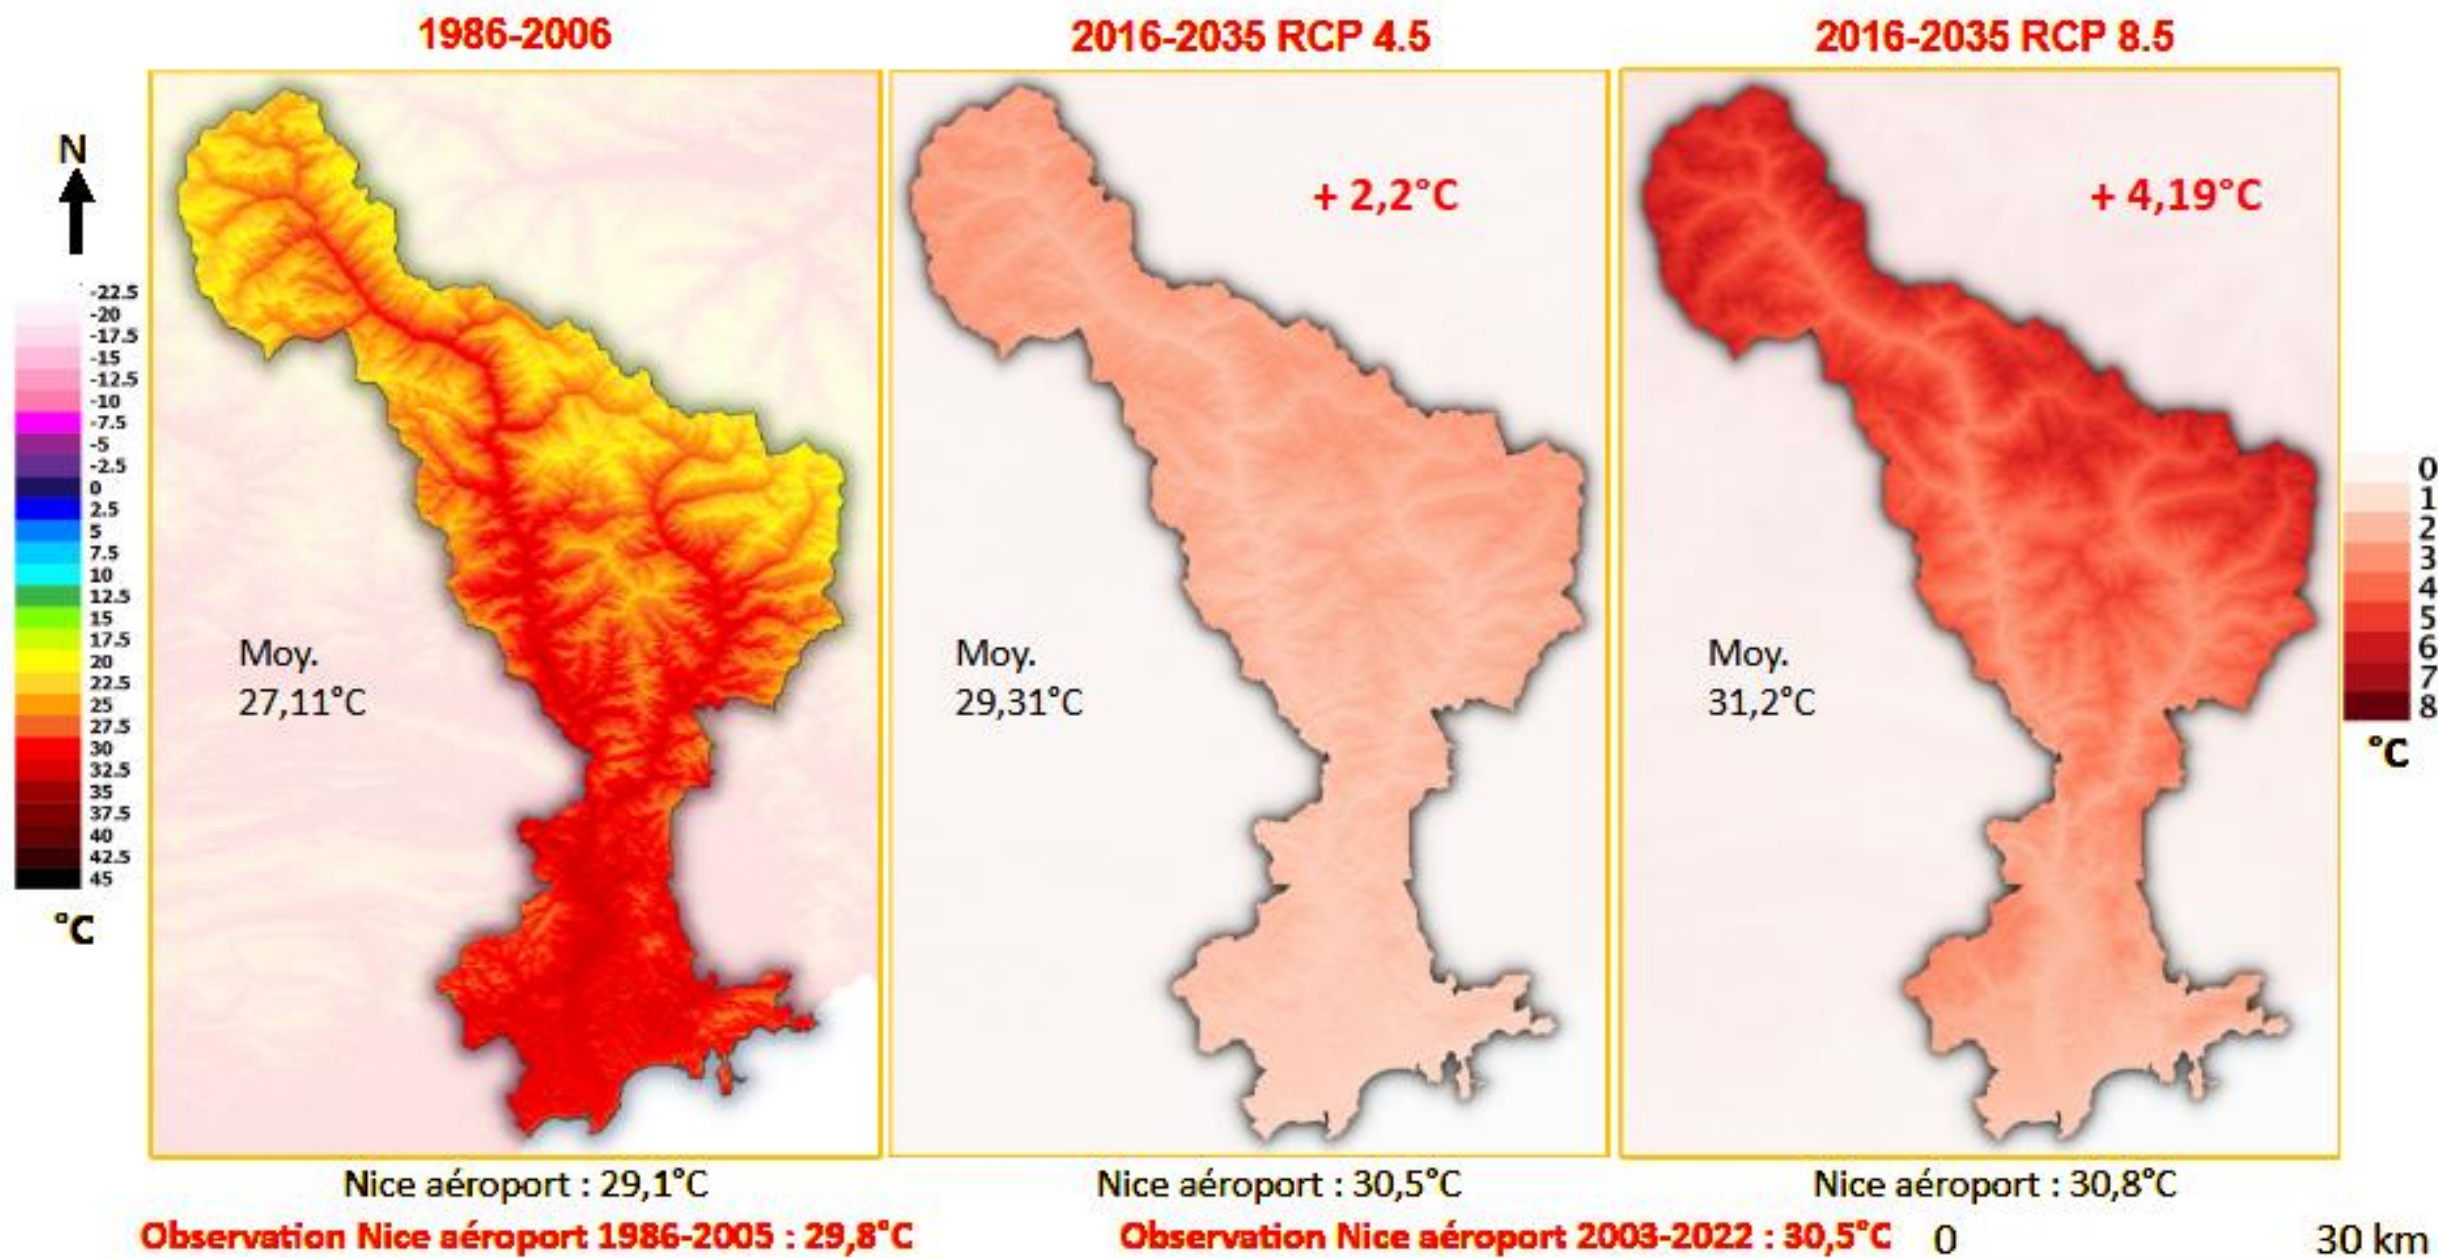 1986-2006
2016-2035 RCP 4.5
2016-2035 RCP 8.5
N
+ 2,2°C
+ 4,19°C
-22.5
-20
-17.5
-15
-12.5
-10
-7.5
-5
-2.5
0
2.5
5
7.5
10
12.5
15
17.5
20
22.5
25
27.5
30
32.5
35
37.5
40
42.5
45
°C
Moy.
27,11°C
Moy.
29,31°C
Moy.
31,2°C
0
1
2
3
4
5
6
7
8
°C
Nice aéroport : 29,1°C
Nice aéroport : 30,5°C
Nice aéroport : 30,8°C
Observation Nice aéroport 1986-2005 : 29,8°C
Observation Nice aéroport 2003-2022 : 30,5°C
0
30 km